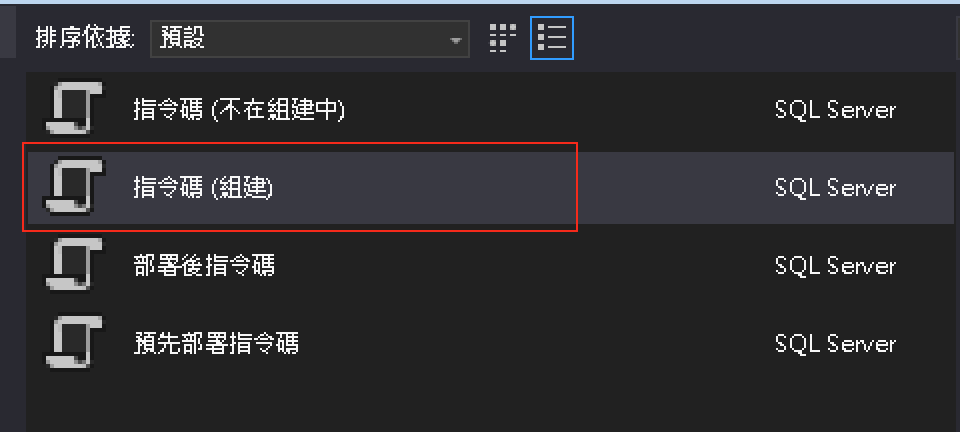 排序依據: 預設
指令碼 (不在組建中) SQL Server
指令碼 (組建) SQL Server
部署後指令碼 SQL Server
預先部署指令碼 SQL Server